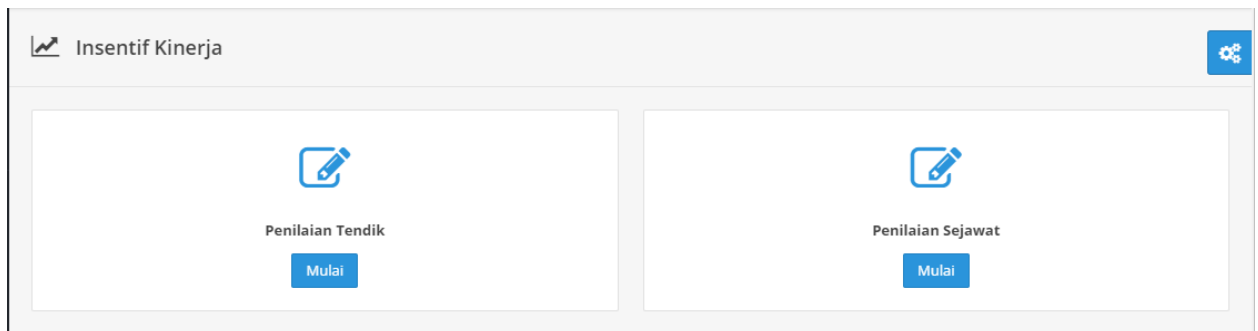 Insentif Kinerja
Penilaian Tendik
Mulai
Penilaian Sejawat
Mulai